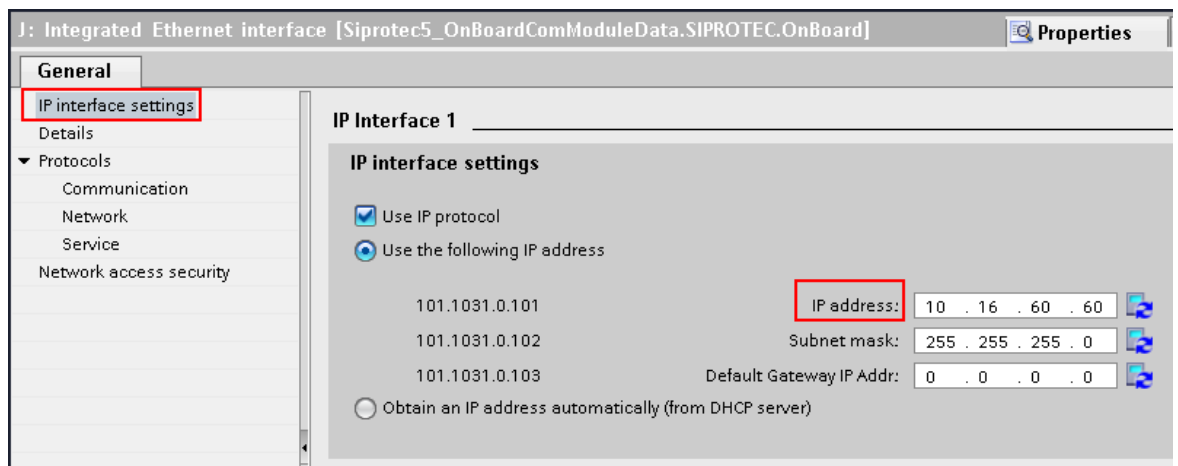 J: Integrated Ethernet interface [Siprotec5_OnBoardComModuleData.SIPROTEC.OnBoard]
Properties
General
IP interface settings
Details
Protocols
Communication
Network
Service
Network access security
IP Interface 1
IP interface settings
Use IP protocol
Use the following IP address
101.1031.0.101 IP address: 10 . 16 . 60 . 60
101.1031.0.102 Subnet mask: 255 . 255 . 255 . 0
101.1031.0.103 Default Gateway IP Addr: 0 . 0 . 0 . 0
Obtain an IP address automatically (from DHCP server)